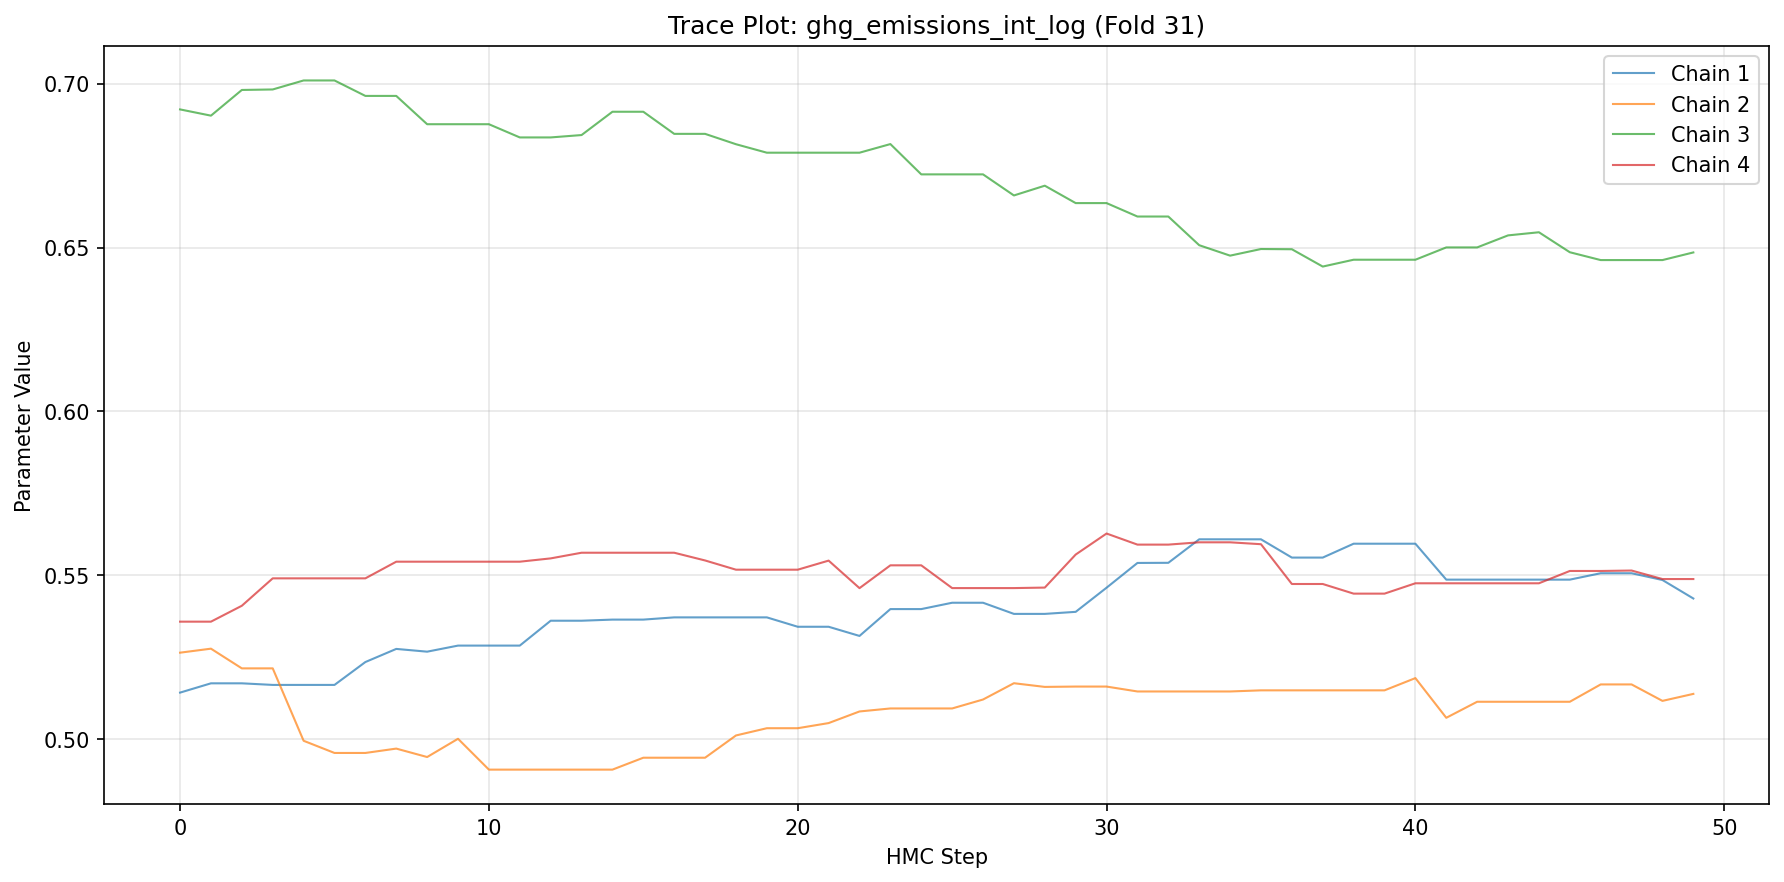 Trace Plot: ghg_emissions_int_log (Fold 31)
Chain 1
Chain 2
Chain 3
Chain 4
0.70
0.65
0.60
0.55
0.50
Parameter Value
0
10
20
30
40
50
HMC Step